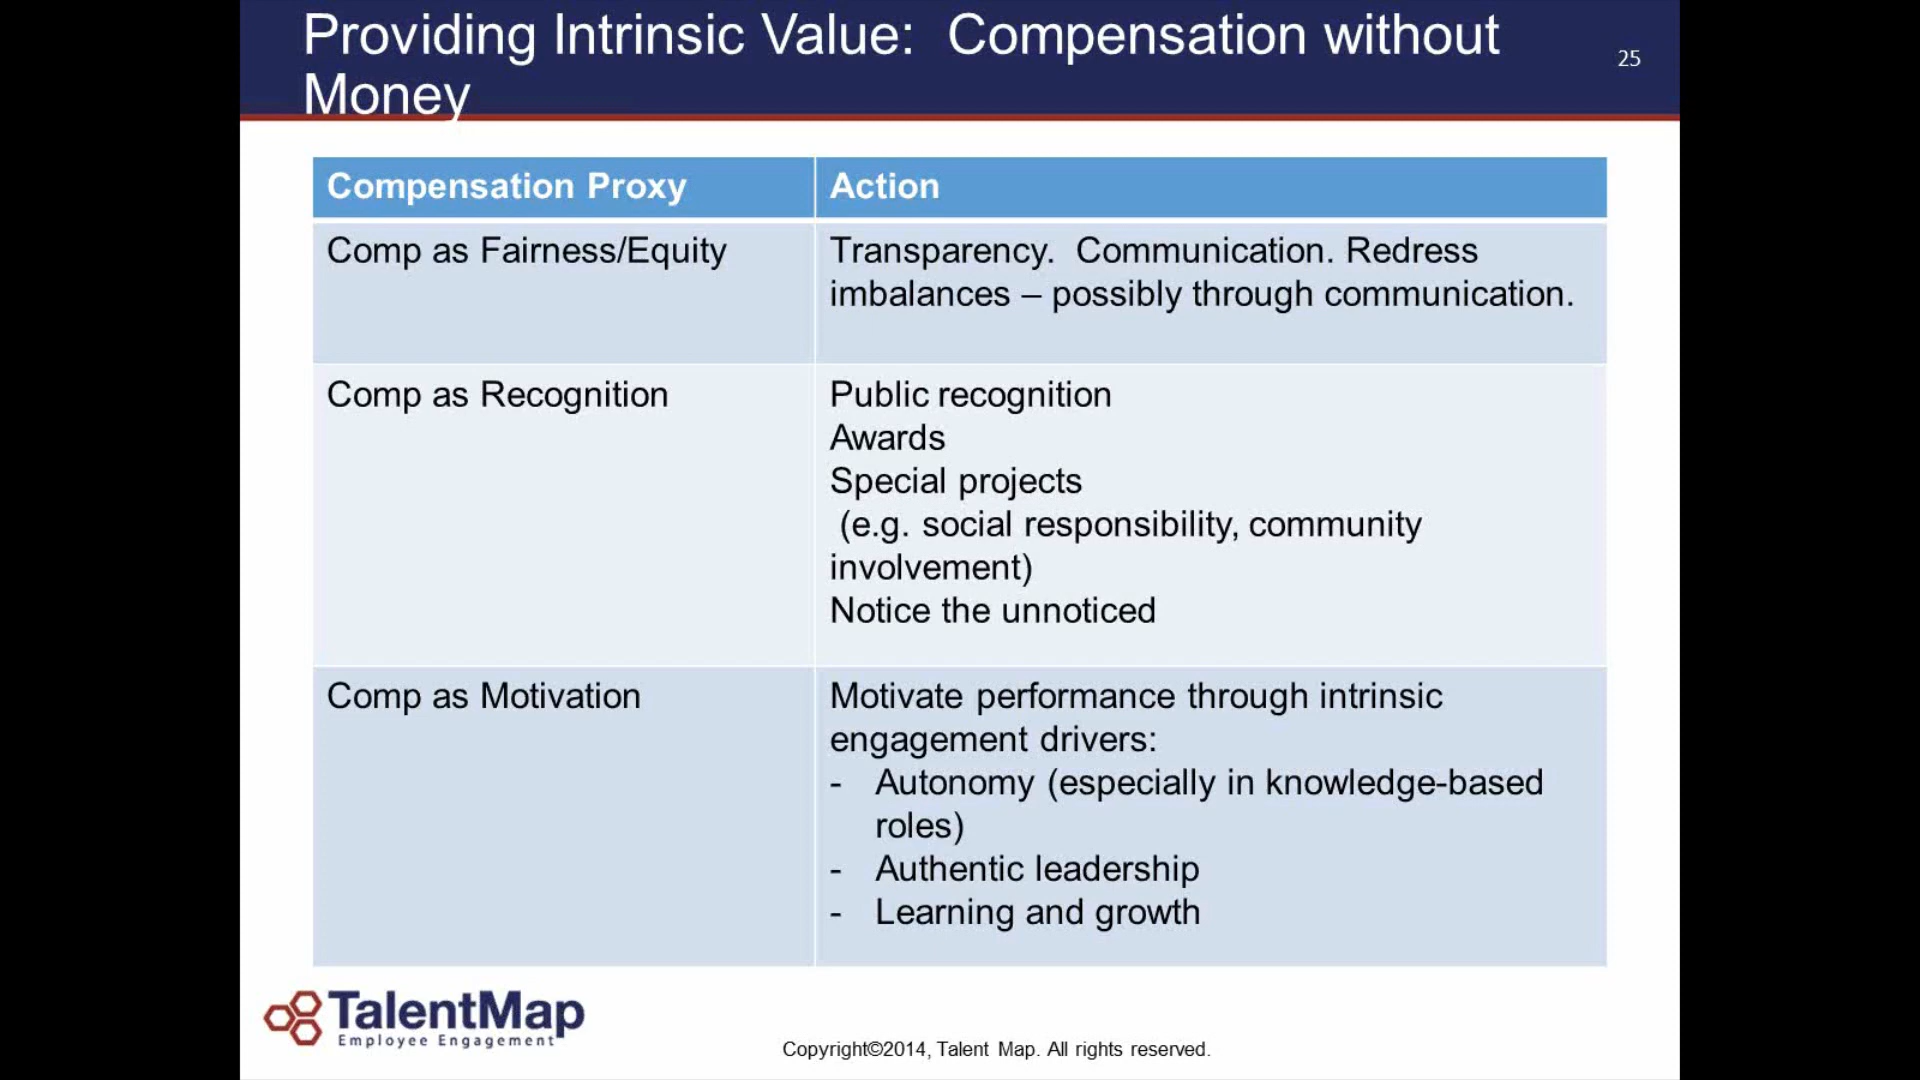 Providing Intrinsic Value:  Compensation without
Money
25
Compensation Proxy
Action
Comp as Fairness/Equity
Transparency.  Communication. Redress
imbalances – possibly through communication.
Comp as Recognition
Public recognition
Awards
Special projects
(e.g. social responsibility, community
involvement)
Notice the unnoticed
Comp as Motivation
Motivate performance through intrinsic
engagement drivers:
- Autonomy (especially in knowledge-based
roles)
- Authentic leadership
- Learning and growth
TalentMap
Employee Engagement
Copyright©2014, Talent Map. All rights reserved.